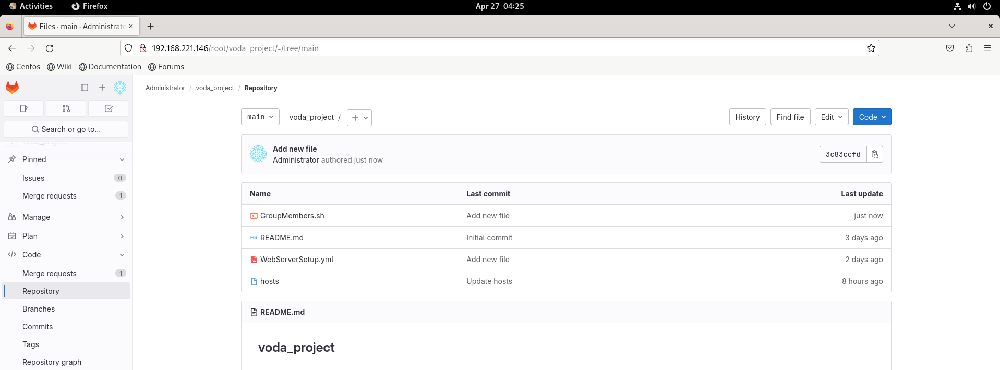 Activities Firefox Apr 27 04:25
Files · main · Administrato
192.168.221.146/root/voda_project/-/tree/main
Centos Wiki Documentation Forums
Administrator / voda_project / Repository
main voda_project / History Find file Edit Code
Search or go to...
voda_project
Add new file
Administrator authored just now
3c83ccfd
Pinned
Issues 0
Merge requests 1
Manage
Plan
Code
Merge requests 1
Repository
Branches
Commits
Tags
Repository graph
Name Last commit Last update
GroupMembers.sh Add new file just now
README.md Initial commit 3 days ago
WebServerSetup.yml Add new file 2 days ago
hosts Update hosts 8 hours ago
README.md
voda_project